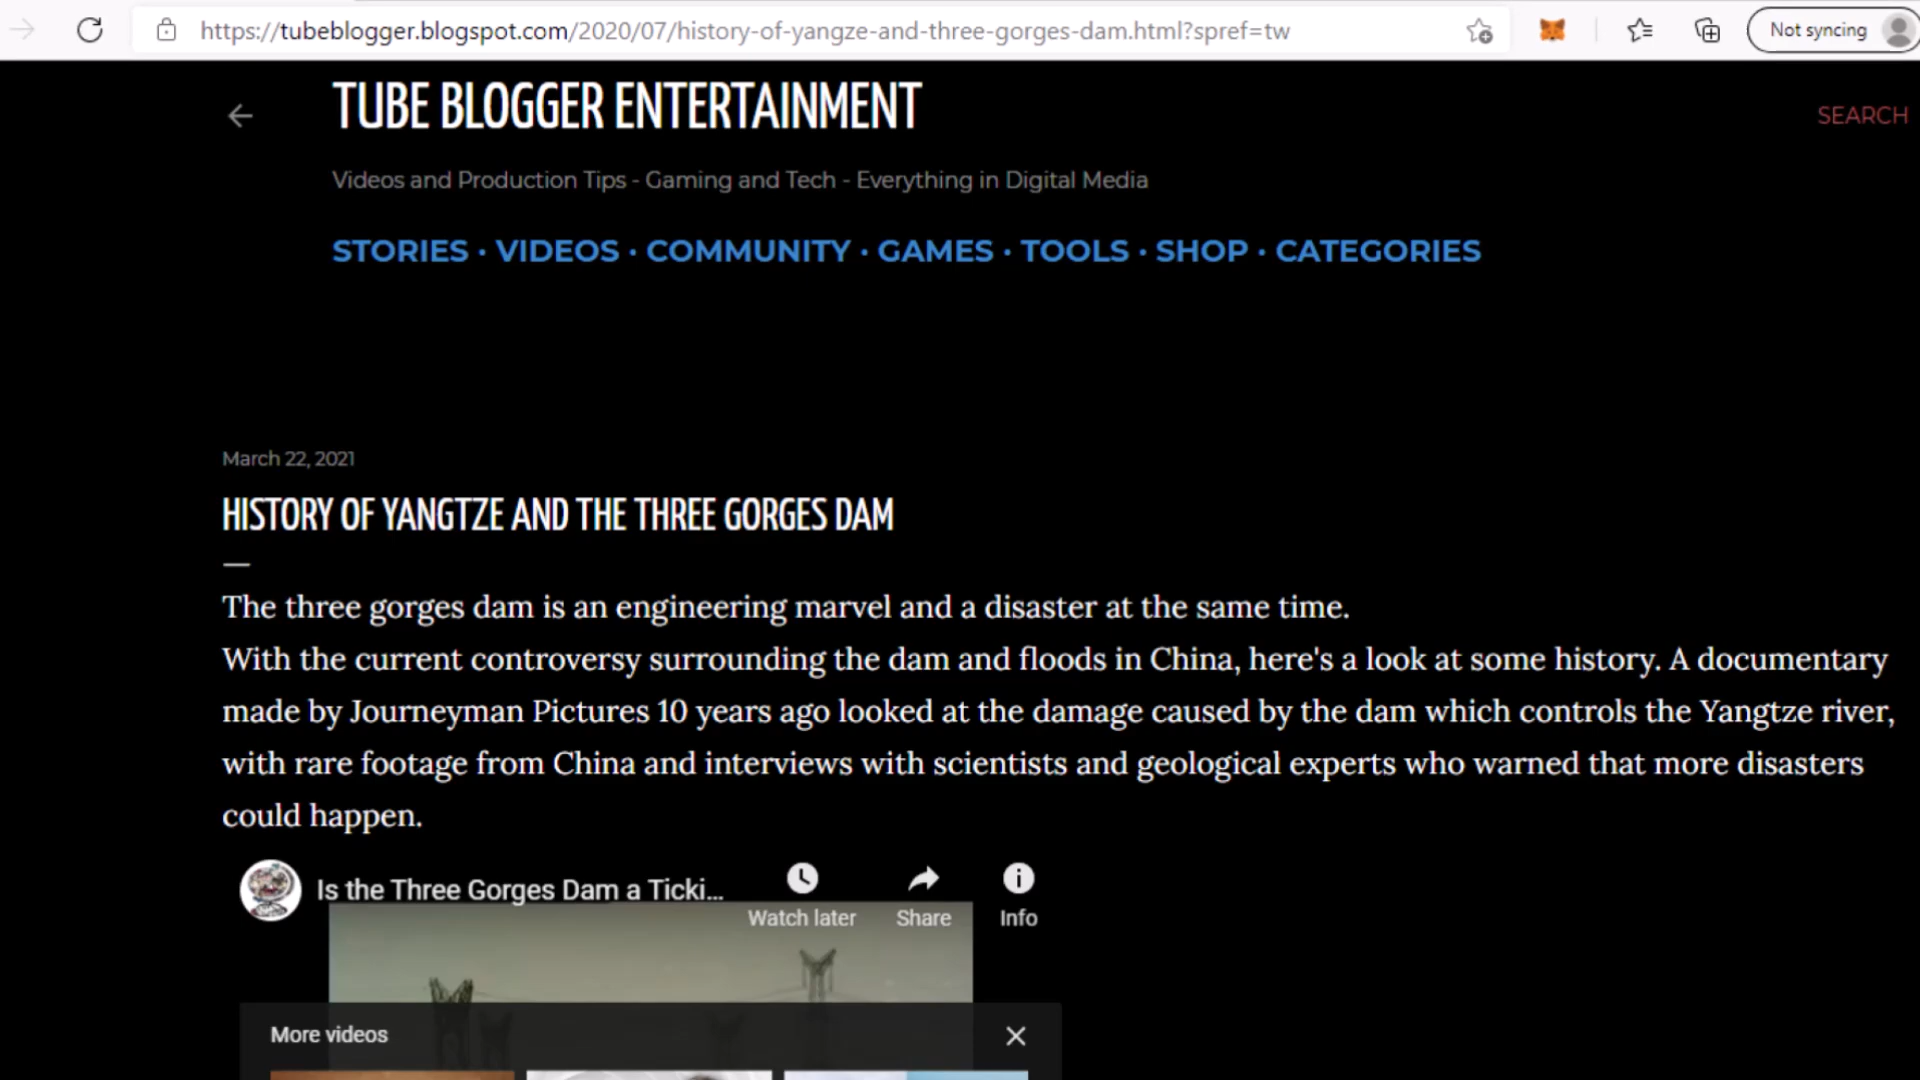 https://tubeblogger.blogspot.com/2020/07/history-of-yangze-and-three-gorges-dam.html?spref=tw
Not syncing
TUBE BLOGGER ENTERTAINMENT
SEARCH
Videos and Production Tips - Gaming and Tech - Everything in Digital Media
STORIES · VIDEOS · COMMUNITY · GAMES · TOOLS · SHOP · CATEGORIES
March 22, 2021
HISTORY OF YANGTZE AND THE THREE GORGES DAM
The three gorges dam is an engineering marvel and a disaster at the same time.
With the current controversy surrounding the dam and floods in China, here's a look at some history. A documentary
made by Journeyman Pictures 10 years ago looked at the damage caused by the dam which controls the Yangtze river,
with rare footage from China and interviews with scientists and geological experts who warned that more disasters
could happen.
Is the Three Gorges Dam a Ticki...
Watch later
Share
Info
More videos